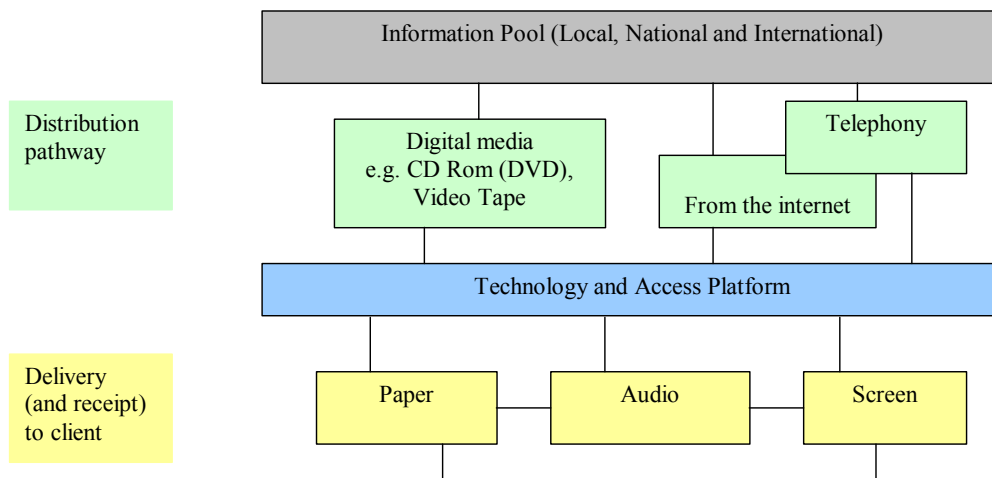 Information Pool (Local, National and International)
Distribution
pathway
Digital media
e.g. CD Rom (DVD),
Video Tape
Telephony
From the internet
Technology and Access Platform
Delivery
(and receipt)
to client
Paper
Audio
Screen